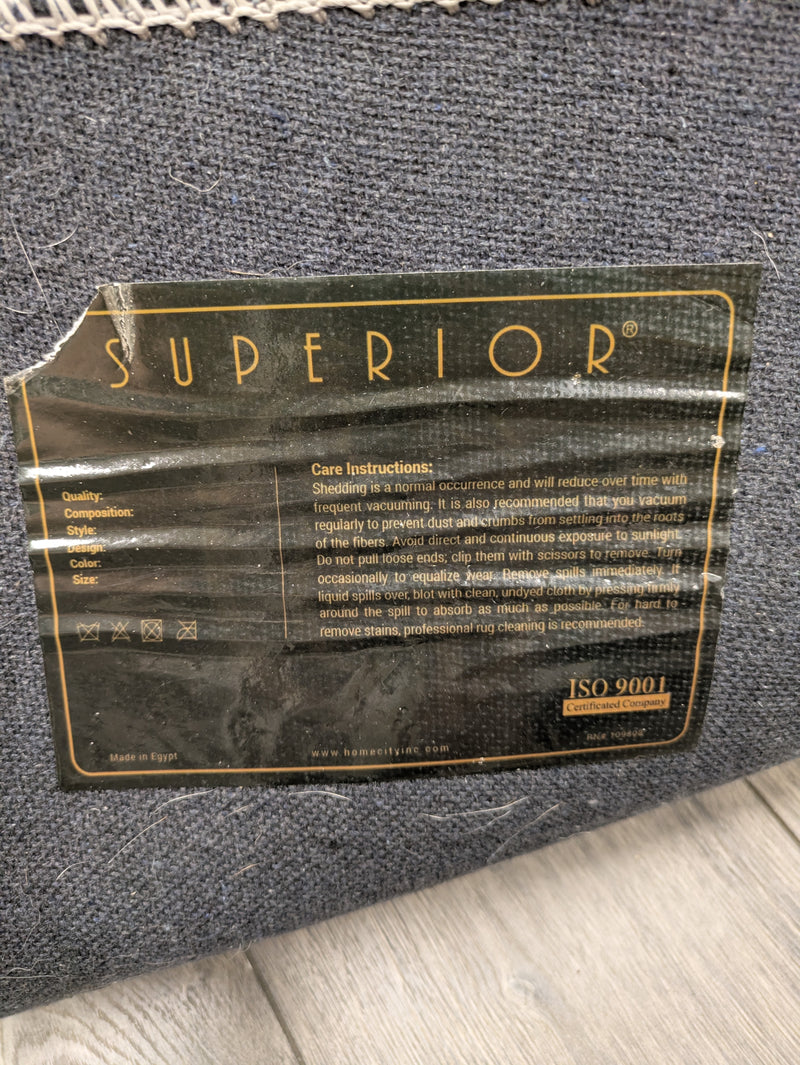 SUPERIOR®
Quality:
Composition:
Style:
Design:
Color:
Size:
Care Instructions:
Shedding is a normal occurrence and will reduce over time with
frequent vacuuming. It is also recommended that you vacuum
regularly to prevent dust and crumbs from settling into the roots
of the fibers. Avoid direct and continuous exposure to sunlight.
Do not pull loose ends; clip them with scissors to remove. Turn
occasionally to equalize wear. Remove spills immediately. If
liquid spills over, blot with clean, undyed cloth by pressing firmly
around the spill to absorb as much as possible. For hard to
remove stains, professional rug cleaning is recommended.
ISO 9001
Certificated Company
RN#
Made in Egypt
www.homecityinc.com